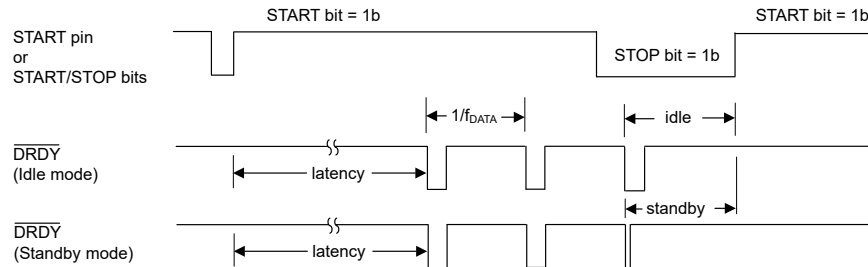 START bit = 1b
START bit = 1b
START pin
or
START/STOP bits
STOP bit = 1b
1/fDATA
idle
DRDY
(Idle mode)
latency
standby
DRDY
(Standby mode)
latency